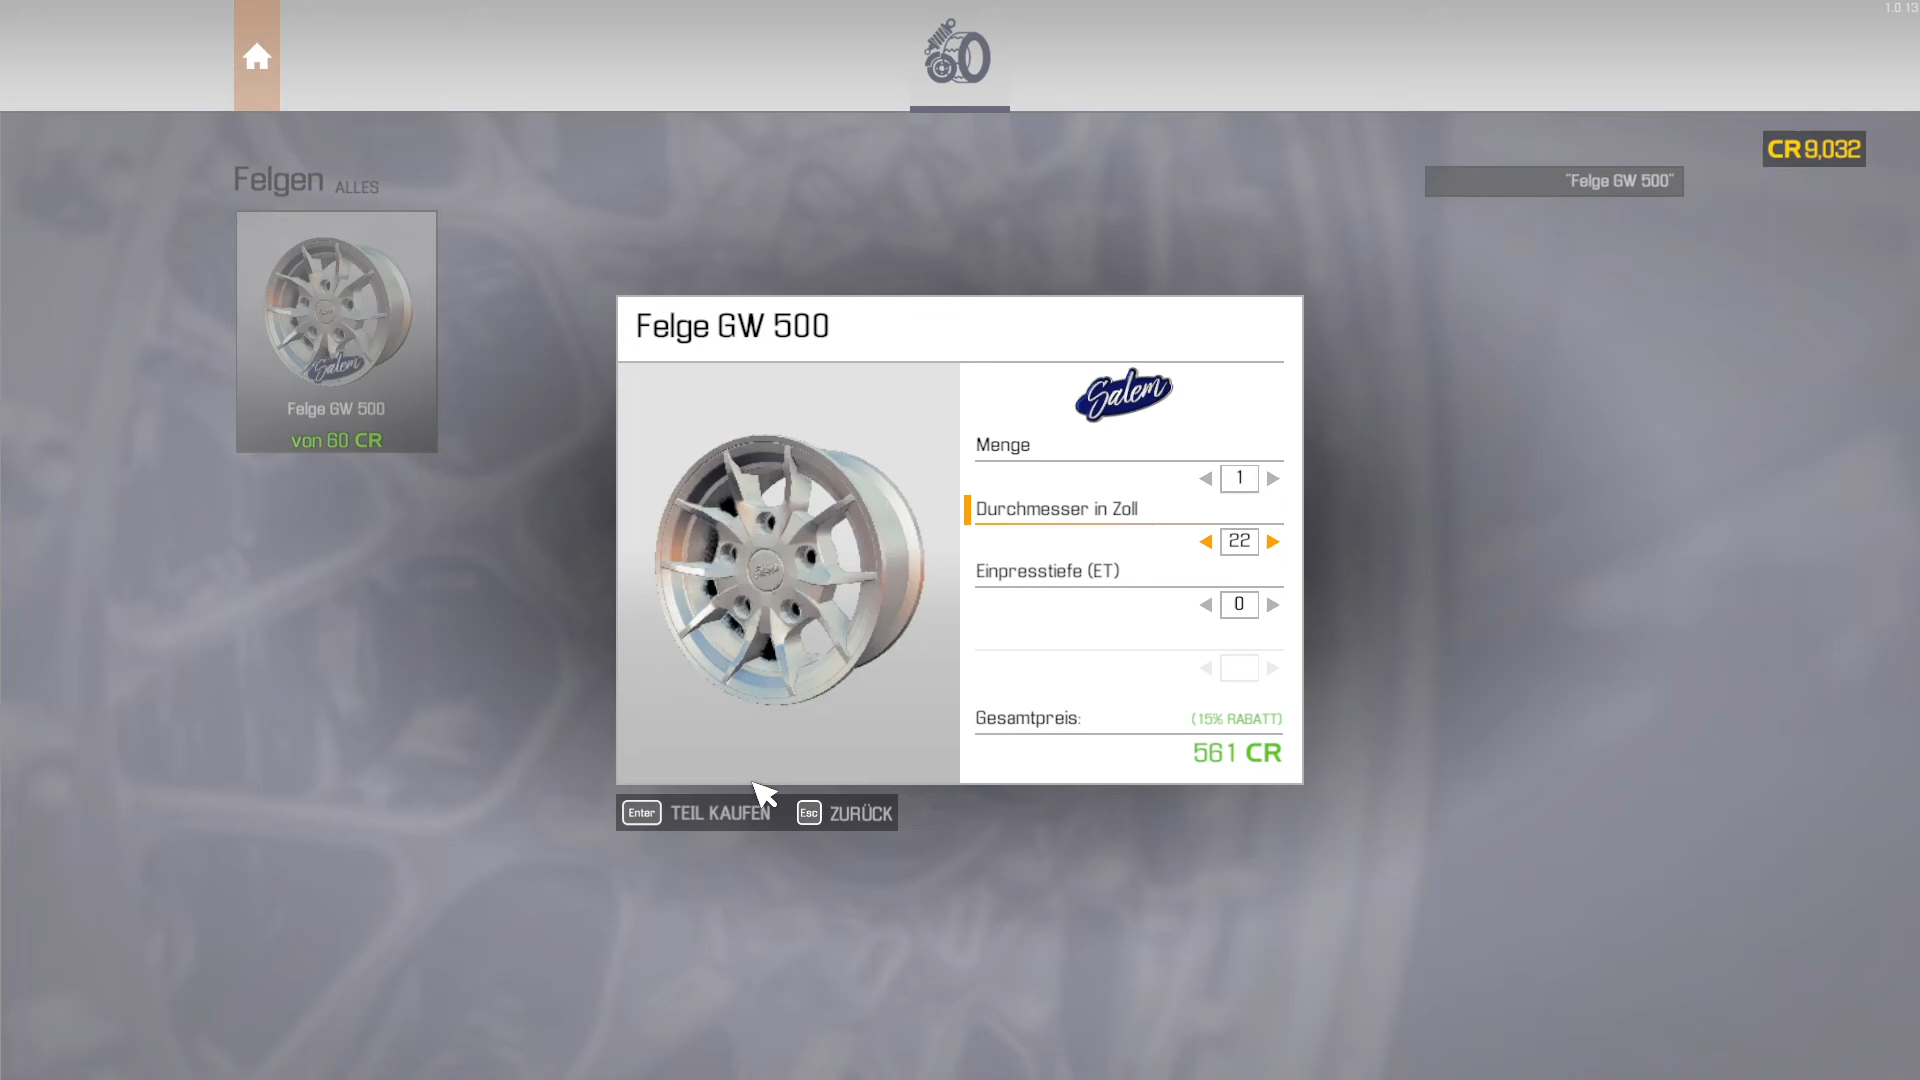 1.0.13
CR 9,032
Felgen ALLES
"Felge GW 500"
Salem
Felge GW 500
von 60 CR
Felge GW 500
Salem
Menge
1
Durchmesser in Zoll
22
Einpresstiefe (ET)
0
Gesamtpreis: (15% RABATT)
561 CR
Enter TEIL KAUFEN Esc ZURÜCK